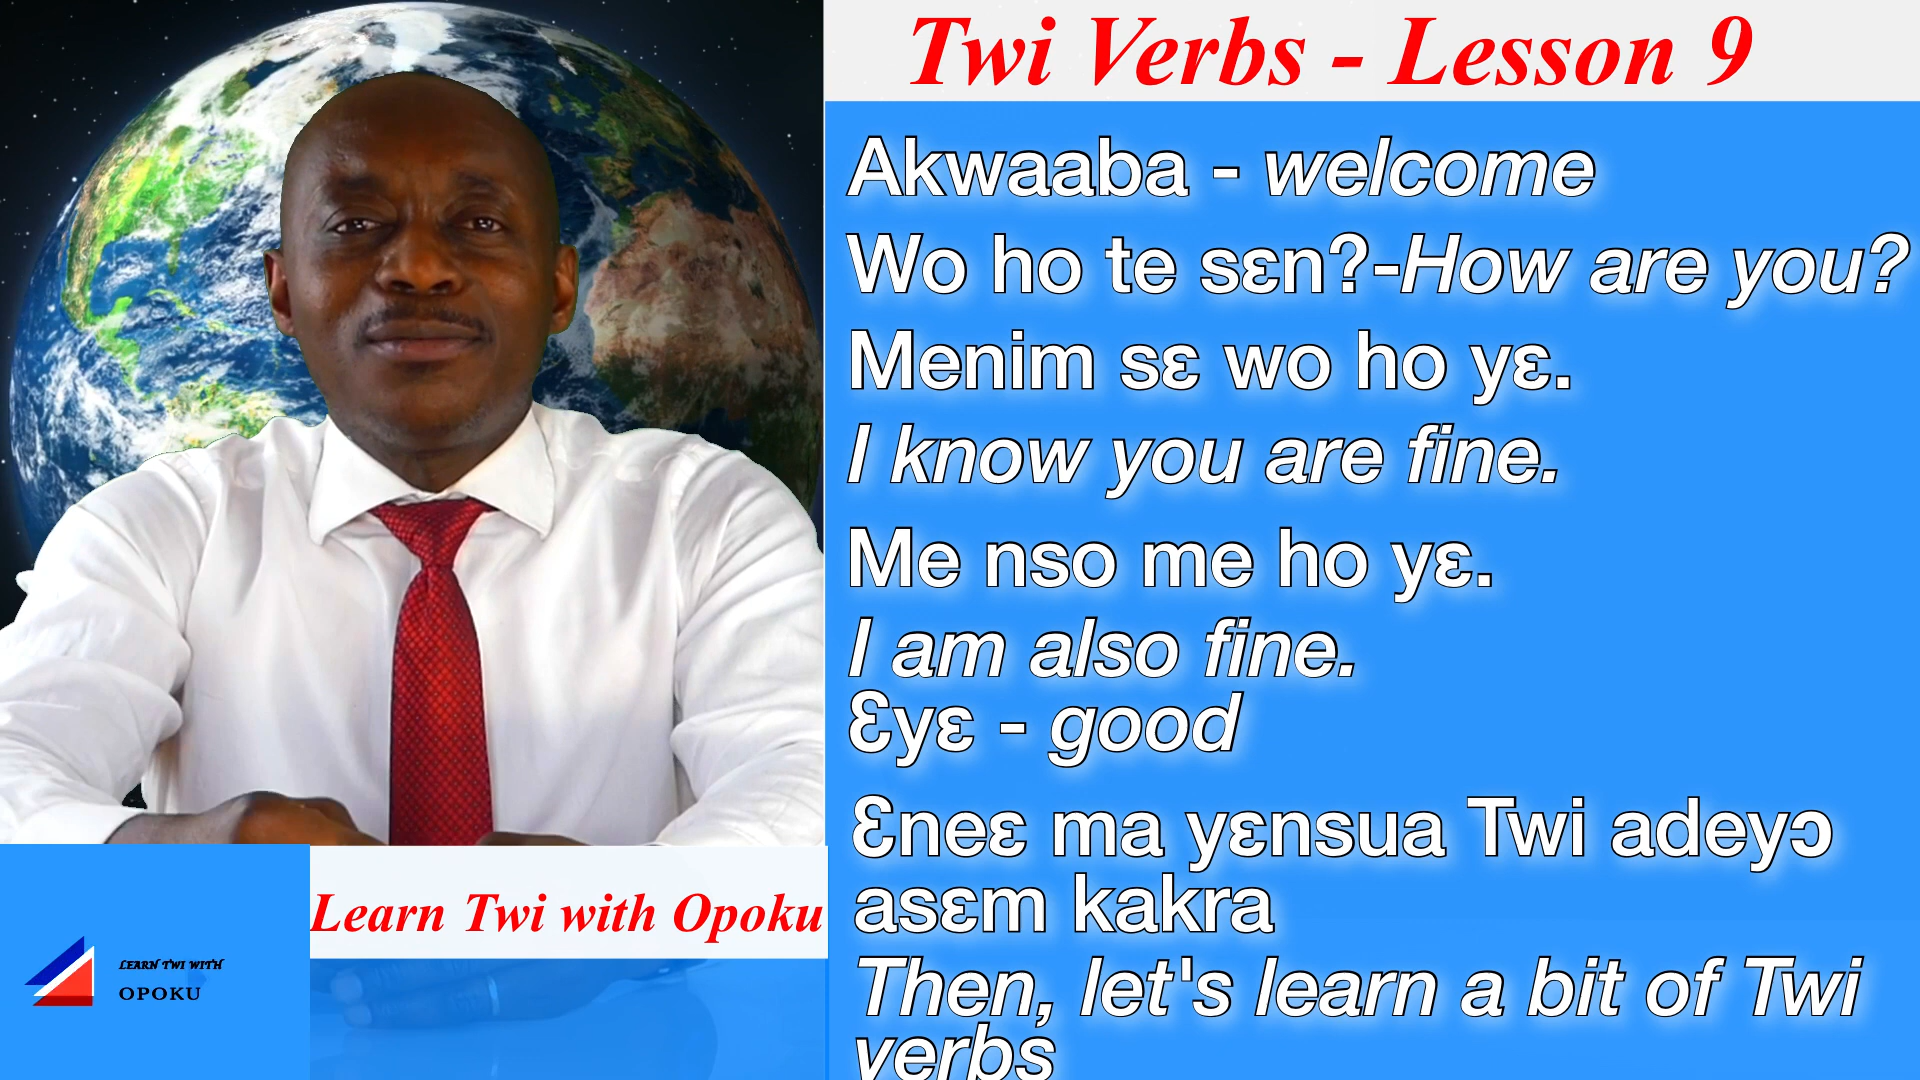 Twi Verbs - Lesson 9
Akwaaba - welcome
Wo ho te sɛn?-How are you?
Menim sɛ wo ho yɛ.
I know you are fine.
Me nso me ho yɛ.
I am also fine.
Ɛyɛ - good
Ɛneɛ ma yɛnsua Twi adeyɔ
asɛm kakra
Then, let's learn a bit of Twi
verbs
Learn Twi with Opoku
LEARN TWI WITH
OPOKU